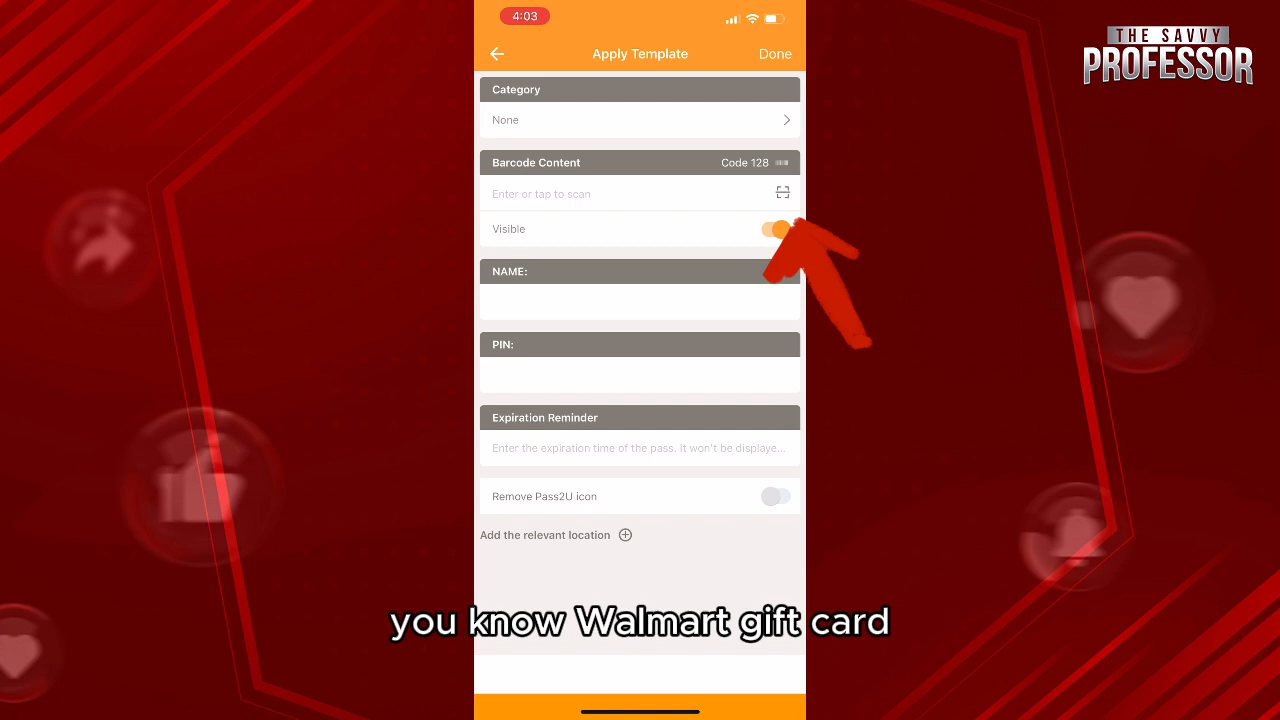 4:03
THE SAVVY
PROFESSOR
Apply Template
Done
Category
None
Barcode Content
Code 128
Enter or tap to scan
Visible
NAME:
PIN:
Expiration Reminder
Enter the expiration time of the pass. It won't be displaye...
Remove Pass2U icon
Add the relevant location
you know Walmart gift card